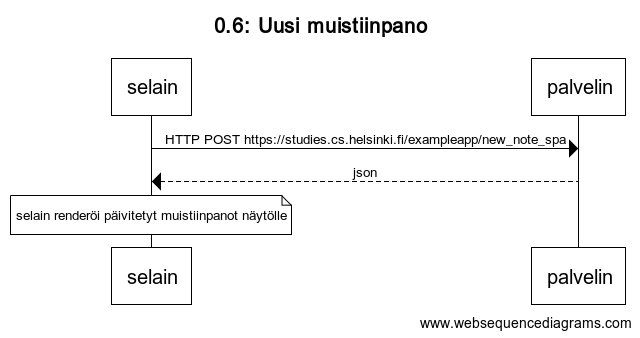 0.6: Uusi muistiinpano
selain palvelin
HTTP POST https://studies.cs.helsinki.fi/exampleapp/new_note_spa
json
selain renderöi päivitetyt muistiinpanot näytölle
selain palvelin
www.websequencediagrams.com